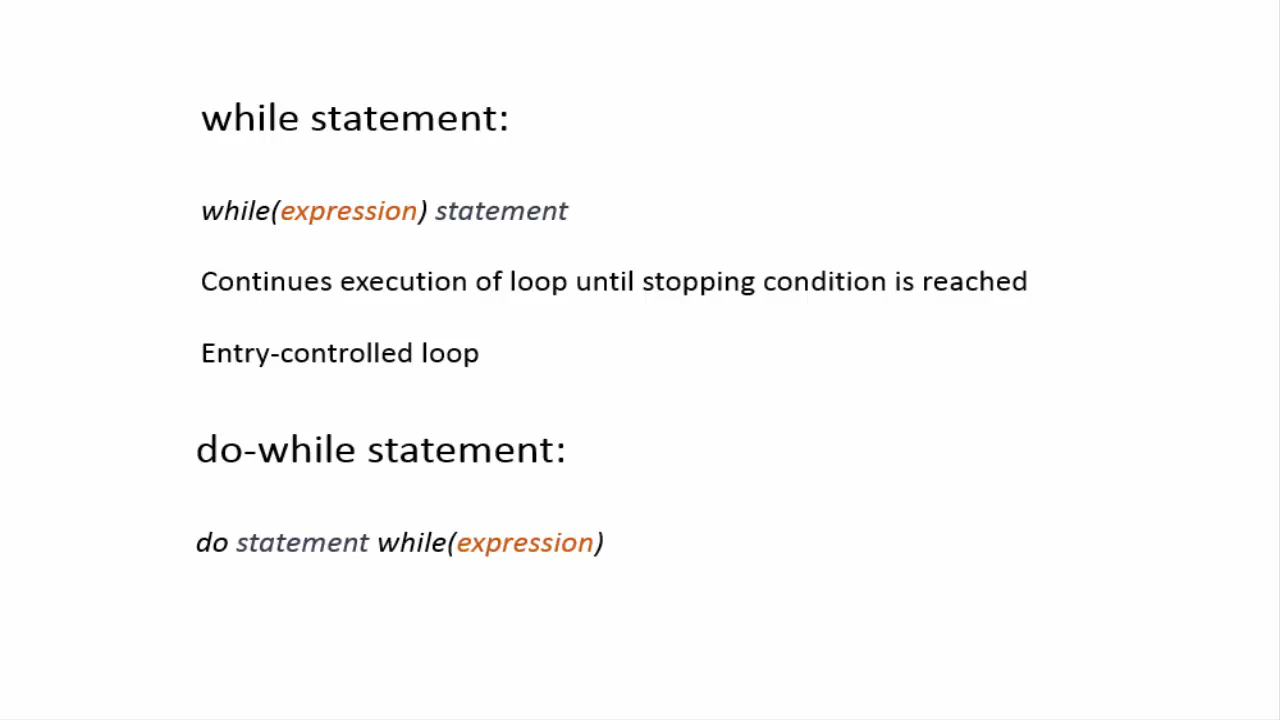 while statement:
while(expression) statement
Continues execution of loop until stopping condition is reached
Entry-controlled loop
do-while statement:
do statement while(expression)